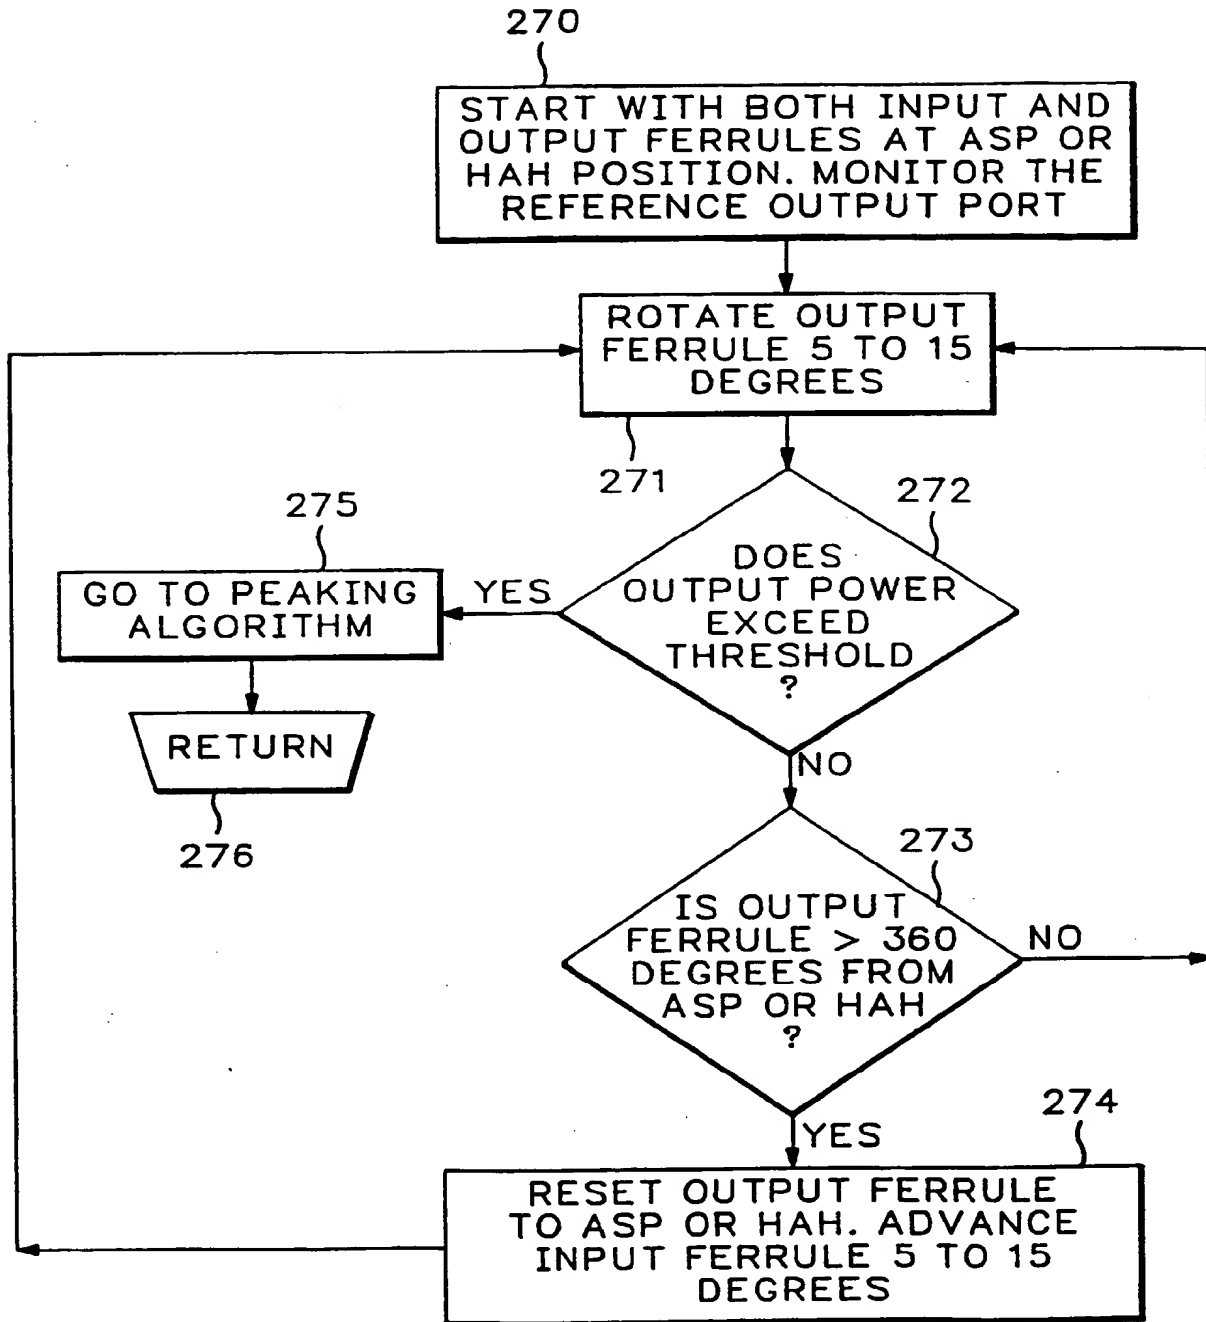 270
START WITH BOTH INPUT AND
OUTPUT FERRULES AT ASP OR
HAH POSITION. MONITOR THE
REFERENCE OUTPUT PORT
ROTATE OUTPUT
FERRULE 5 TO 15
DEGREES
271
272
DOES
OUTPUT POWER
EXCEED
THRESHOLD
?
YES
275
GO TO PEAKING
ALGORITHM
RETURN
276
NO
273
IS OUTPUT
FERRULE > 360
DEGREES FROM
ASP OR HAH
?
NO
YES
274
RESET OUTPUT FERRULE
TO ASP OR HAH. ADVANCE
INPUT FERRULE 5 TO 15
DEGREES